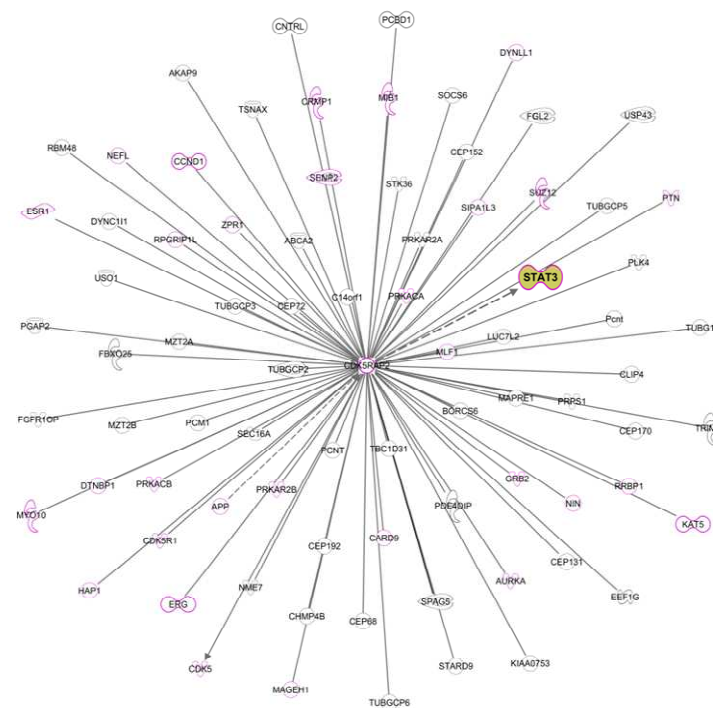 PCBD1
CNTRL
DYNLL1
AKAP9
CRMP1
MIB1
SOCS6
TSNAX
FGL2
USP43
RBM48
NEFL
CCND1
CEP152
SENP2
STK36
SUZ12
PTN
ESR1
SIPA1L3
TUBGCP5
DYNC1I1
ZPR1
RPGRIP1L
ABCA2
PRKAR2A
PLK4
USO1
STAT3
C14orf1
PRKACA
TUBGCP3
CEP72
Pcnt
PGAP2
TUBG1
MZT2A
LUC7L2
FBXO25
MLF1
CDK5RAP2
TUBGCP2
CLIP4
MAPRE1
PRPS1
BORCS6
FGFR1OP
MZT2B
PCM1
TRIM
SEC16A
CEP170
PCNT
TBC1D31
DTNBP1
PRKACB
PRKAR2B
GRB2
RRBP1
MYO10
APP
PDE4DIP
NIN
KAT5
CDK5R1
CEP192
CARD9
CEP131
HAP1
NME7
AURKA
ERG
SPAG5
EEF1G
CHMP4B
CEP68
CDK5
STARD9
KIAA0753
MAGEH1
TUBGCP6